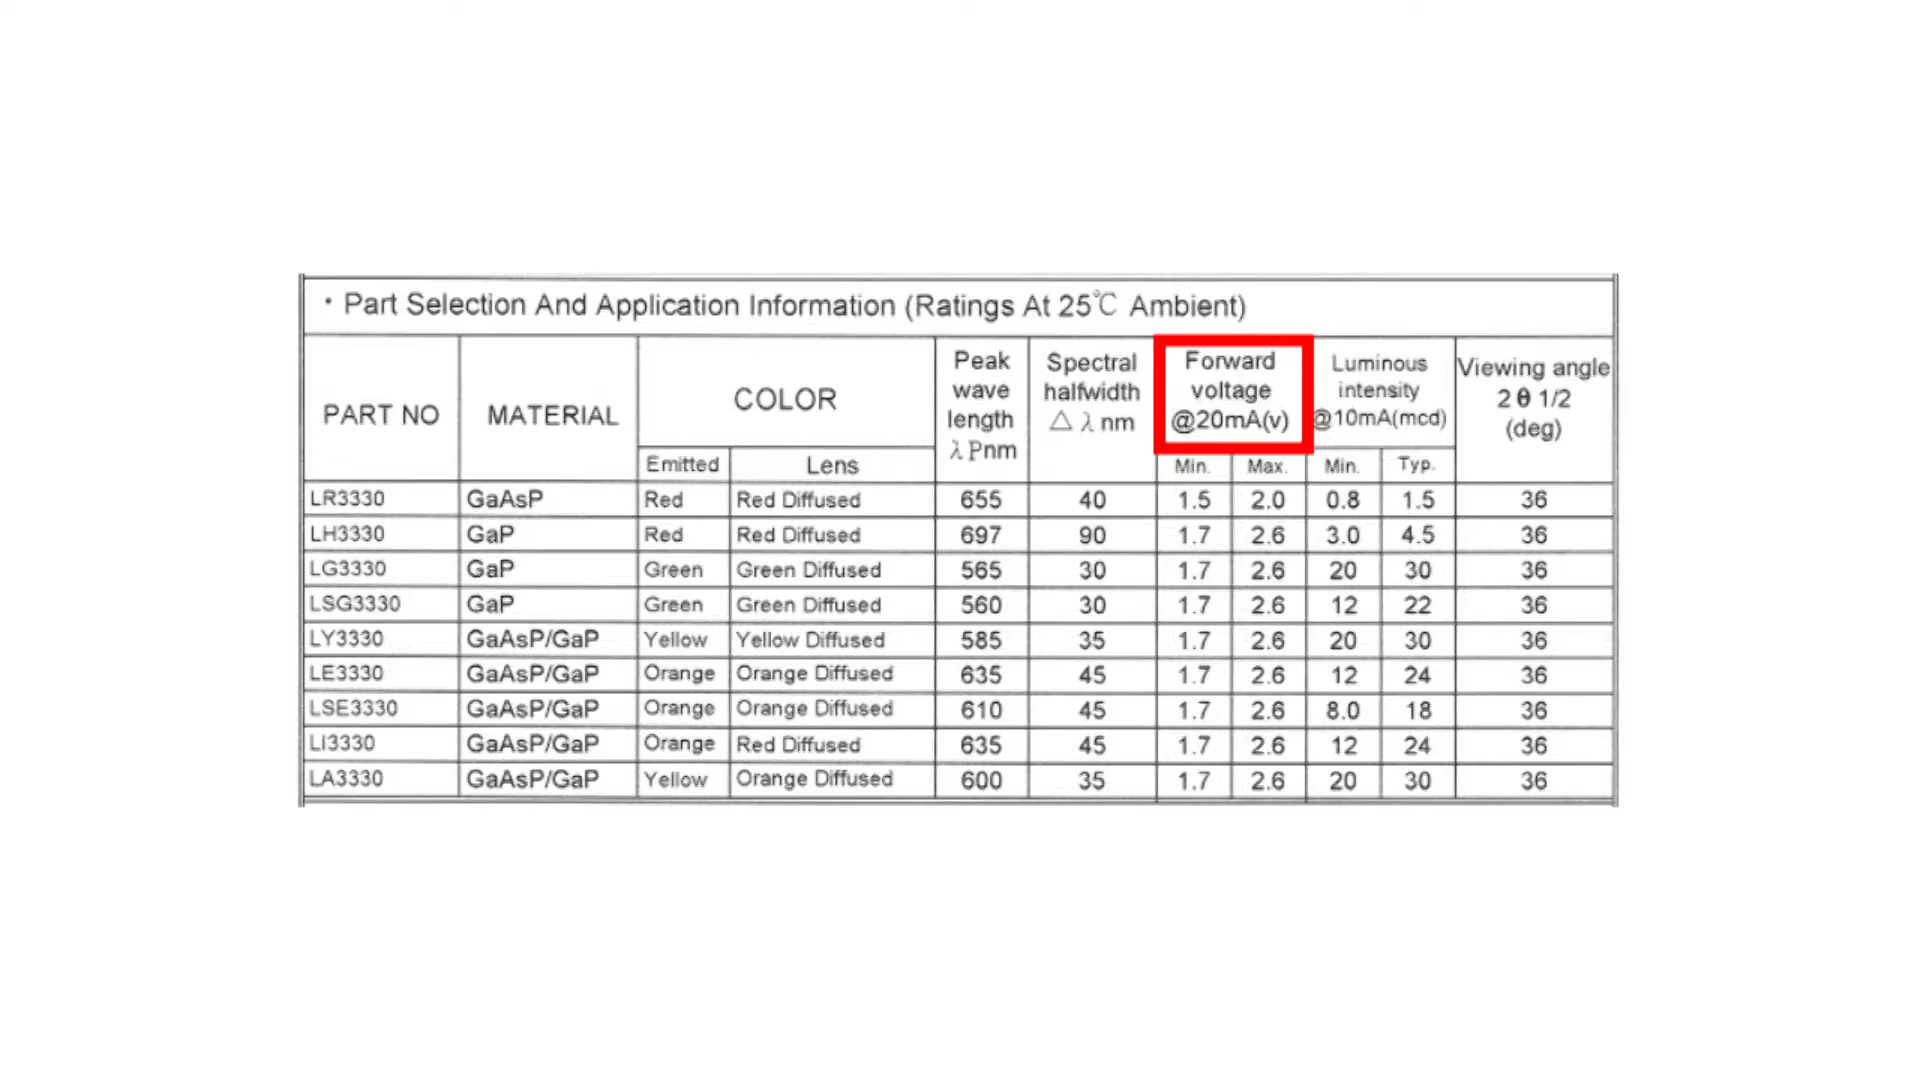 · Part Selection And Application Information (Ratings At 25℃ Ambient)
PART NO MATERIAL COLOR Peak wave length λPnm Spectral halfwidth △ λ nm Forward voltage @20mA(v) Luminous intensity @10mA(mcd) Viewing angle 2 θ 1/2 (deg)
Emitted Lens Min. Max. Min. Typ.
LR3330 GaAsP Red Red Diffused 655 40 1.5 2.0 0.8 1.5 36
LH3330 GaP Red Red Diffused 697 90 1.7 2.6 3.0 4.5 36
LG3330 GaP Green Green Diffused 565 30 1.7 2.6 20 30 36
LSG3330 GaP Green Green Diffused 560 30 1.7 2.6 12 22 36
LY3330 GaAsP/GaP Yellow Yellow Diffused 585 35 1.7 2.6 20 30 36
LE3330 GaAsP/GaP Orange Orange Diffused 635 45 1.7 2.6 12 24 36
LSE3330 GaAsP/GaP Orange Orange Diffused 610 45 1.7 2.6 8.0 18 36
LI3330 GaAsP/GaP Orange Red Diffused 635 45 1.7 2.6 12 24 36
LA3330 GaAsP/GaP Yellow Orange Diffused 600 35 1.7 2.6 20 30 36